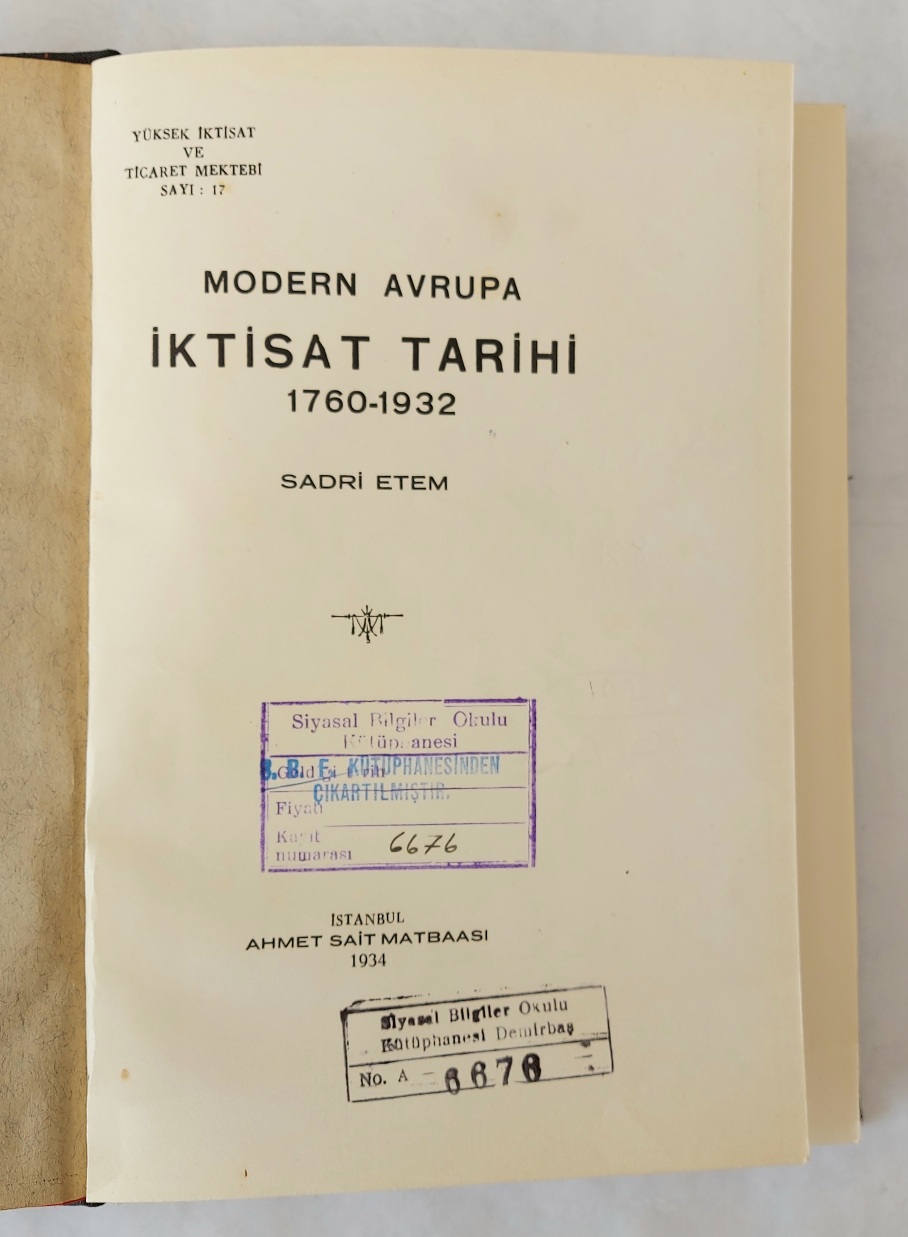 YÜKSEK İKTİSAT
VE
TİCARET MEKTEBİ
SAYI : 17
MODERN AVRUPA
İKTİSAT TARİHİ
1760-1932
SADRİ ETEM
Siyasal Bilgiler Okulu
Kütüphanesi
B. B. F. KÜTÜPHANESİNDEN
ÇIKARTILMIŞTIR.
Fiyatı
Kayıt
numarası 6676
İSTANBUL
AHMET SAİT MATBAASI
1934
Siyasal Bilgiler Okulu
Kütüphanesi Demirbaş
No. A - 6676